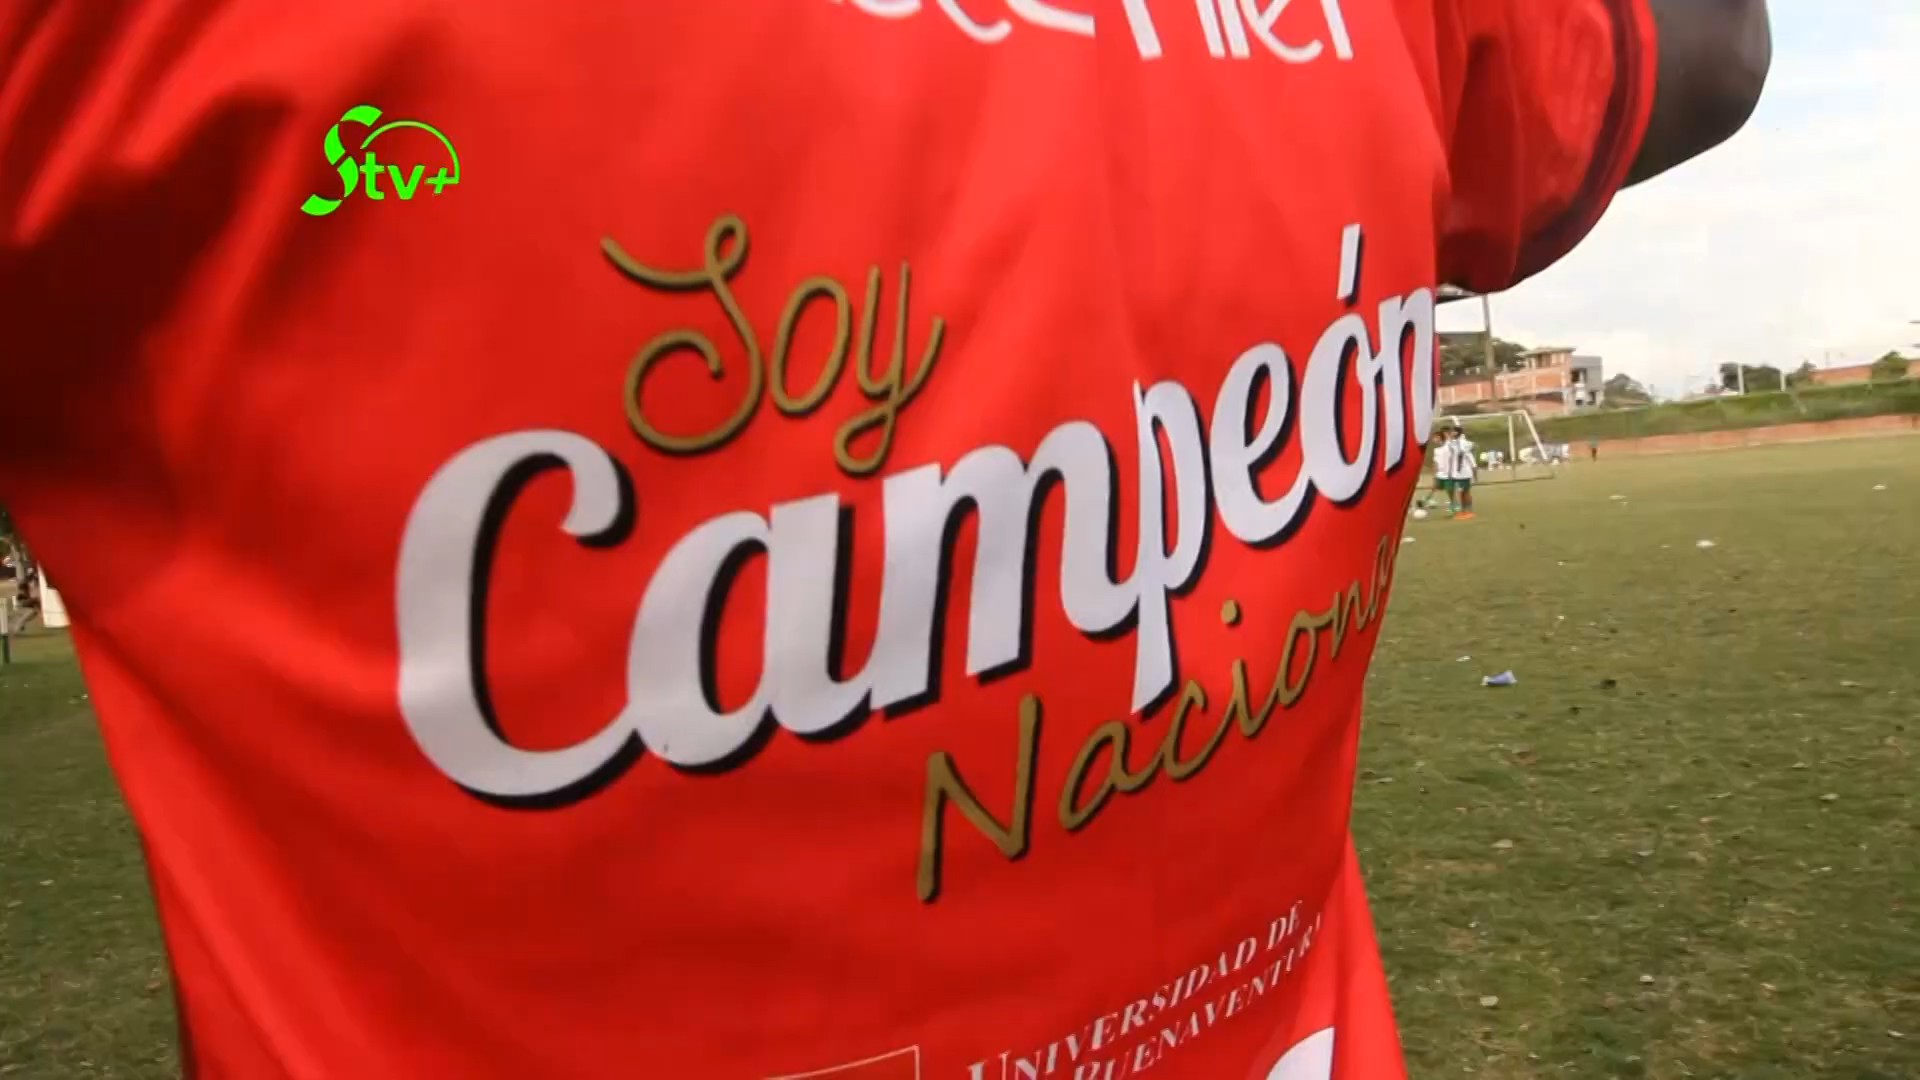 Stv+
Soy
Campeón
Nacional
UNIVERSIDAD DE
BUENAVENTURA